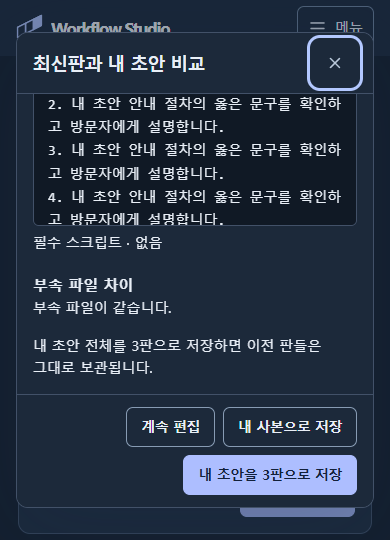 Workflow Studio
메뉴
최신판과 내 초안 비교
2. 내 초안 안내 절차의 옳은 문구를 확인하
고 방문자에게 설명합니다.
3. 내 초안 안내 절차의 옳은 문구를 확인하
고 방문자에게 설명합니다.
4. 내 초안 안내 절차의 옳은 문구를 확인하
고 방문자에게 설명합니다.
필수 스크립트 · 없음
부속 파일 차이
부속 파일이 같습니다.
내 초안 전체를 3판으로 저장하면 이전 판들은
그대로 보관됩니다.
계속 편집
내 사본으로 저장
내 초안을 3판으로 저장